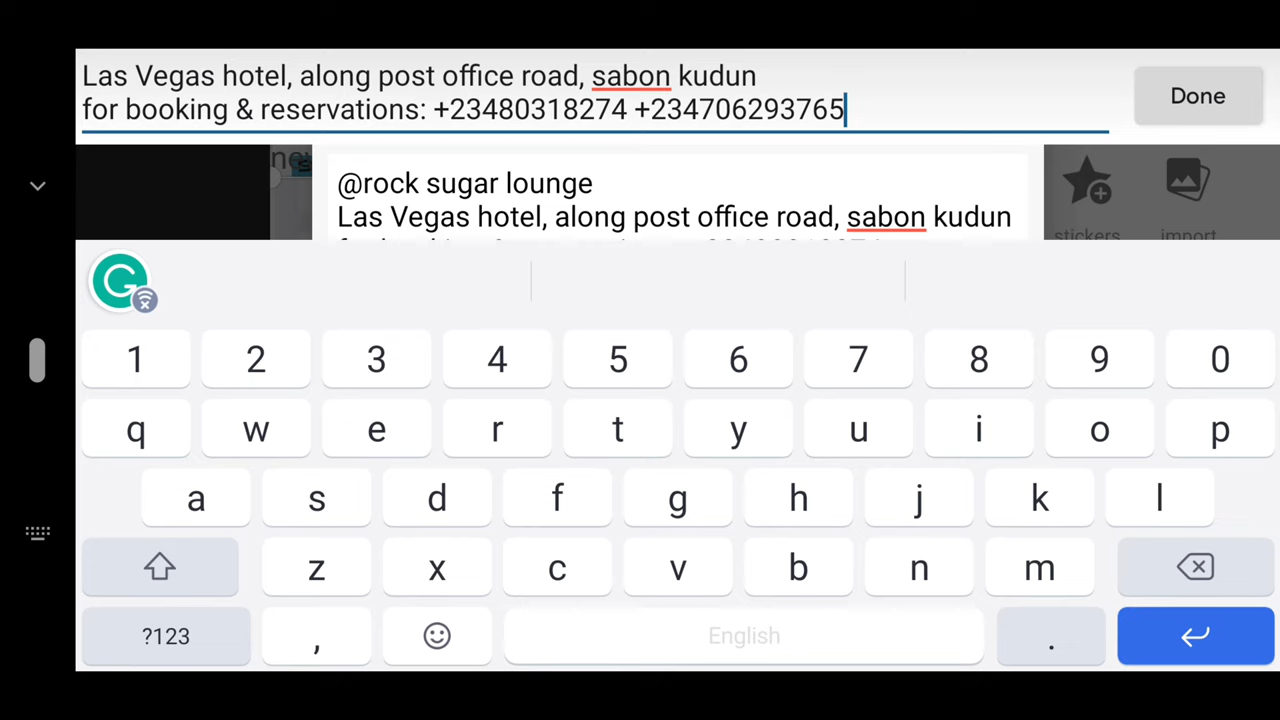 Las Vegas hotel, along post office road, sabon kudun
for booking & reservations: +23480318274 +234706293765
Done
@rock sugar lounge
Las Vegas hotel, along post office road, sabon kudun
stickers import
1 2 3 4 5 6 7 8 9 0
q w e r t y u i o p
a s d f g h j k l
z x c v b n m
?123 , English .